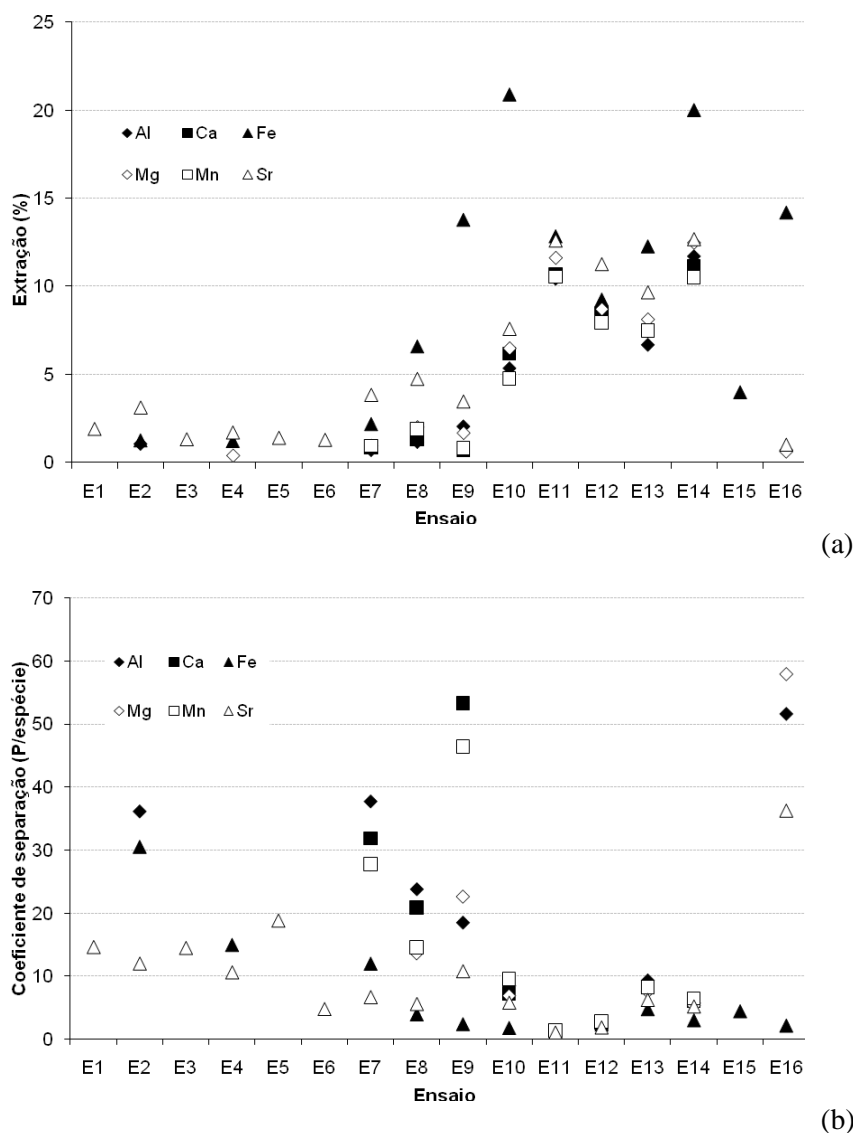 25
20
15
10
5
0
Extração (%)
Al Ca Fe
Mg Mn Sr
E1 E2 E3 E4 E5 E6 E7 E8 E9 E10 E11 E12 E13 E14 E15 E16
Ensaio
(a)
70
60
50
40
30
20
10
0
Coeficiente de separação (P/espécie)
Al Ca Fe
Mg Mn Sr
E1 E2 E3 E4 E5 E6 E7 E8 E9 E10 E11 E12 E13 E14 E15 E16
Ensaio
(b)